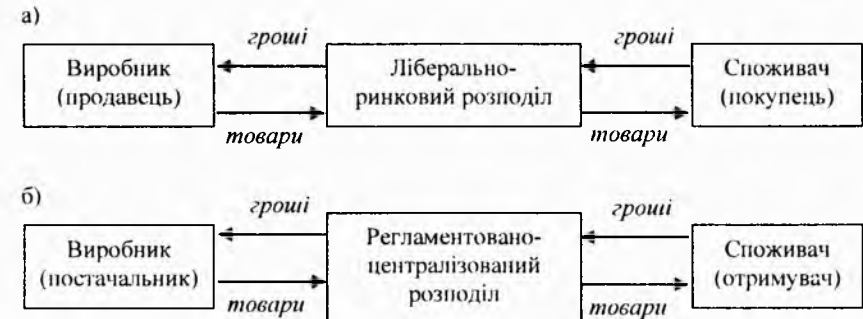 а)
гроші гроші
Виробник Ліберально- Споживач
(продавець) ринковий розподіл (покупець)
товари товари
б)
гроші гроші
Виробник Регламентовано- Споживач
(постачальник) централізований (отримувач)
розподіл
товари товари